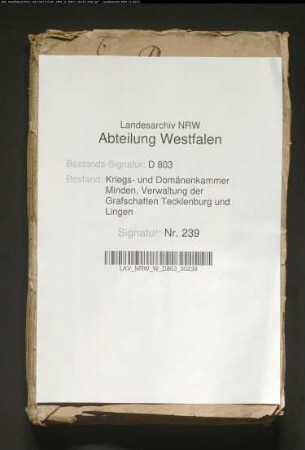 Landesarchiv NRW
Abteilung Westfalen
Bestands-Signatur: D 803
Bestand: Kriegs- und Domänenkammer
Minden, Verwaltung der
Grafschaften Tecklenburg und
Lingen
Signatur: Nr. 239
LAV_NRW_W_D803_00239